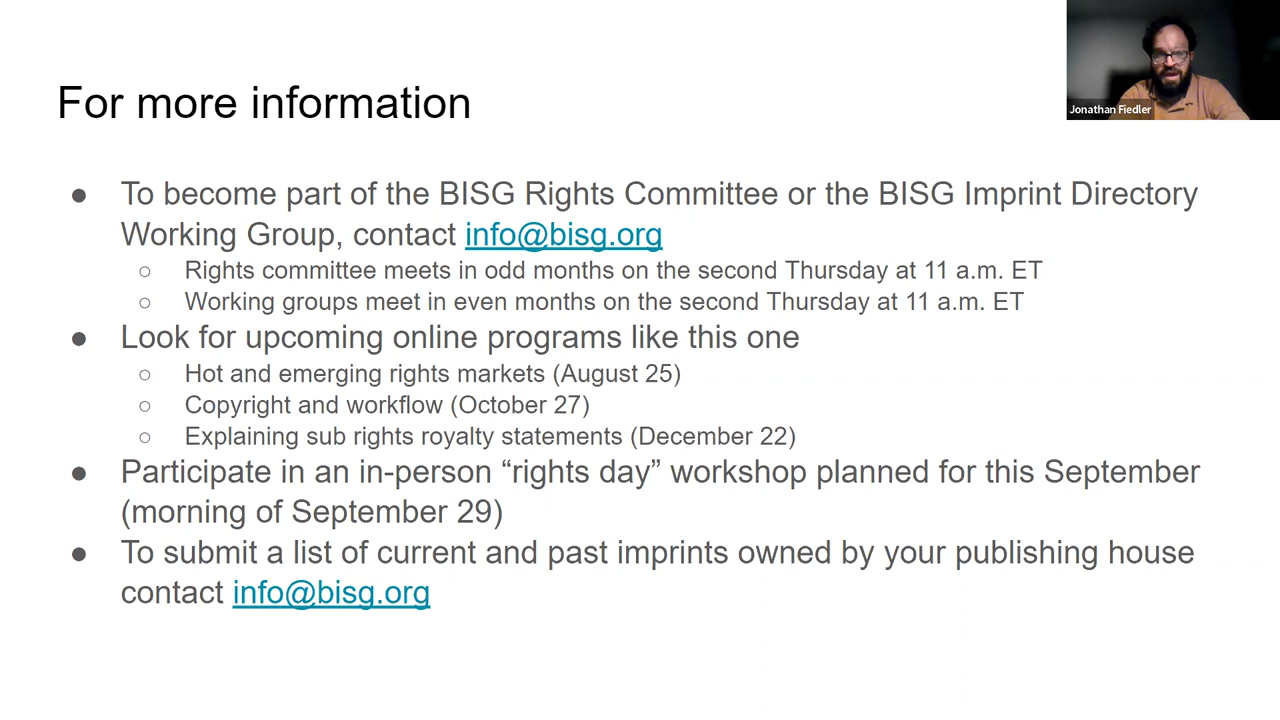 Jonathan Fiedler
For more information
● To become part of the BISG Rights Committee or the BISG Imprint Directory
Working Group, contact info@bisg.org
○ Rights committee meets in odd months on the second Thursday at 11 a.m. ET
○ Working groups meet in even months on the second Thursday at 11 a.m. ET
● Look for upcoming online programs like this one
○ Hot and emerging rights markets (August 25)
○ Copyright and workflow (October 27)
○ Explaining sub rights royalty statements (December 22)
● Participate in an in-person “rights day” workshop planned for this September
(morning of September 29)
● To submit a list of current and past imprints owned by your publishing house
contact info@bisg.org